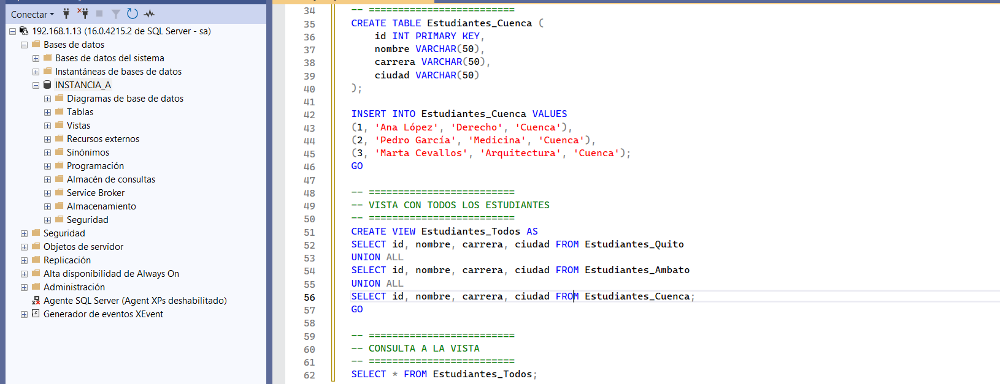 Conectar
192.168.1.13 (16.0.4215.2 de SQL Server - sa)
Bases de datos
Bases de datos del sistema
Instantáneas de bases de datos
INSTANCIA_A
Diagramas de base de datos
Tablas
Vistas
Recursos externos
Sinónimos
Programación
Almacén de consultas
Service Broker
Almacenamiento
Seguridad
Seguridad
Objetos de servidor
Replicación
Alta disponibilidad de Always On
Administración
Agente SQL Server (Agent XPs deshabilitado)
Generador de eventos XEvent
34 -- =========================
35 CREATE TABLE Estudiantes_Cuenca (
36 id INT PRIMARY KEY,
37 nombre VARCHAR(50),
38 carrera VARCHAR(50),
39 ciudad VARCHAR(50)
40 );
41
42 INSERT INTO Estudiantes_Cuenca VALUES
43 (1, 'Ana López', 'Derecho', 'Cuenca'),
44 (2, 'Pedro García', 'Medicina', 'Cuenca'),
45 (3, 'Marta Cevallos', 'Arquitectura', 'Cuenca');
46 GO
47
48 -- =========================
49 -- VISTA CON TODOS LOS ESTUDIANTES
50 -- =========================
51 CREATE VIEW Estudiantes_Todos AS
52 SELECT id, nombre, carrera, ciudad FROM Estudiantes_Quito
53 UNION ALL
54 SELECT id, nombre, carrera, ciudad FROM Estudiantes_Ambato
55 UNION ALL
56 SELECT id, nombre, carrera, ciudad FROM Estudiantes_Cuenca;
57 GO
58
59 -- =========================
60 -- CONSULTA A LA VISTA
61 -- =========================
62 SELECT * FROM Estudiantes_Todos;